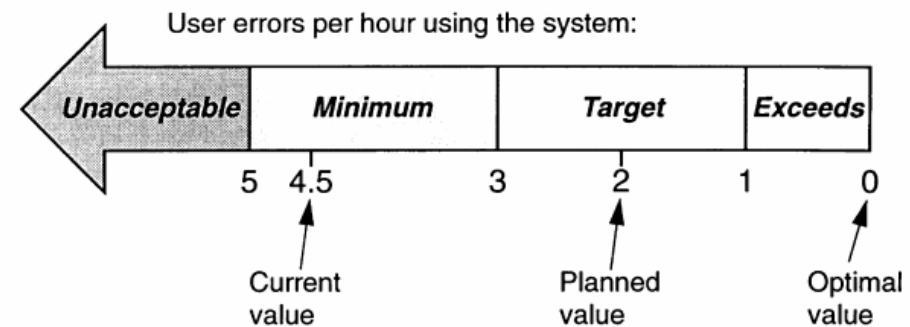 User errors per hour using the system:
Unacceptable Minimum Target Exceeds
5 4.5 3 2 1 0
Current Planned Optimal
value value value